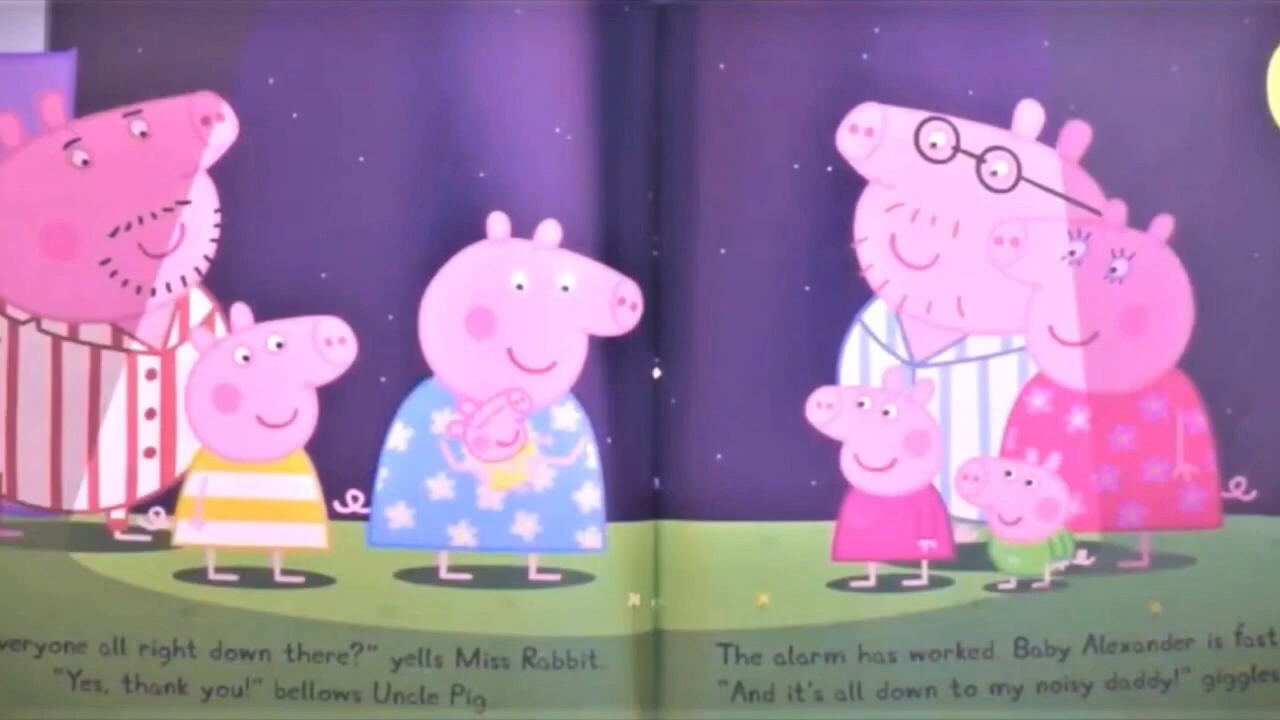 veryone all right down there?" yells Miss Rabbit.
"Yes, thank you!" bellows Uncle Pig
The alarm has worked. Baby Alexander is fast
"And it's all down to my noisy daddy!" giggles